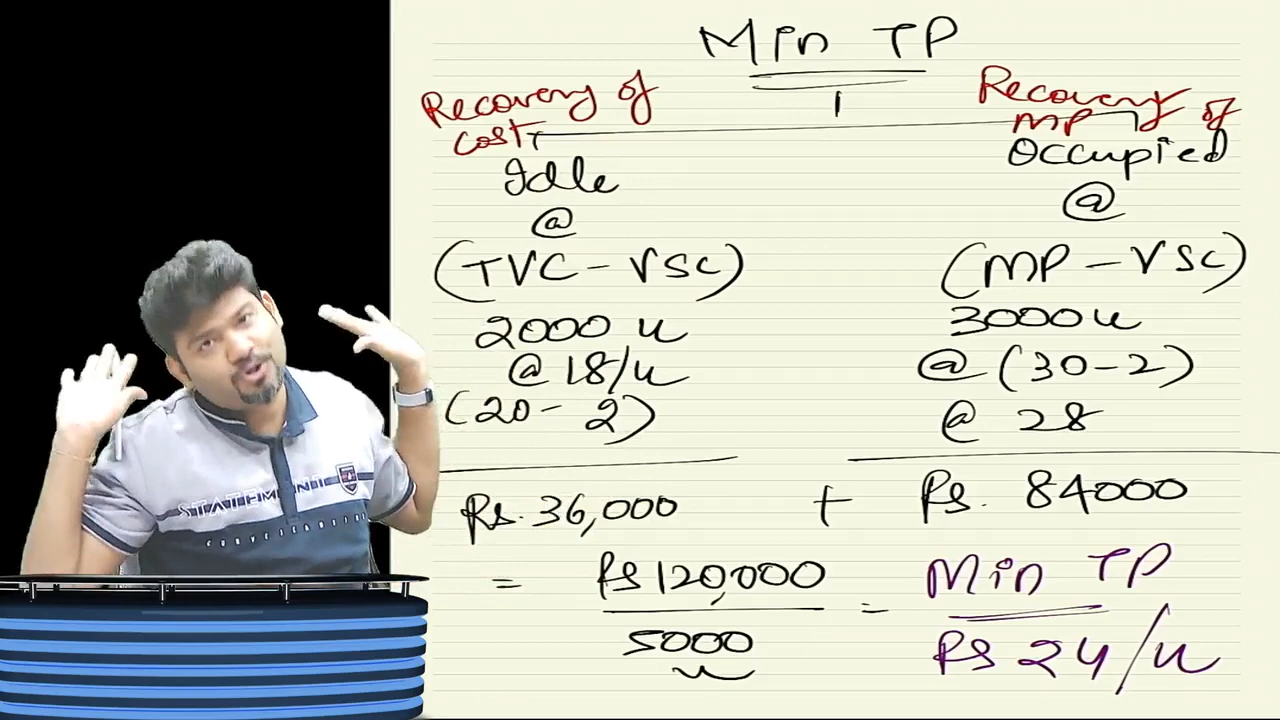 Min TP
Recovery of
cost
Idle
@
(TVC - VSC)
2000 u
@ 18/u
(20 - 2)
Rs. 36,000
Recovery of
MP
Occupied
@
(MP - VSC)
3000 u
@ (30 - 2)
@ 28
+ Rs. 84000
= Rs 120,000
5000
u
= Min TP
Rs 24/u
STATEMENT